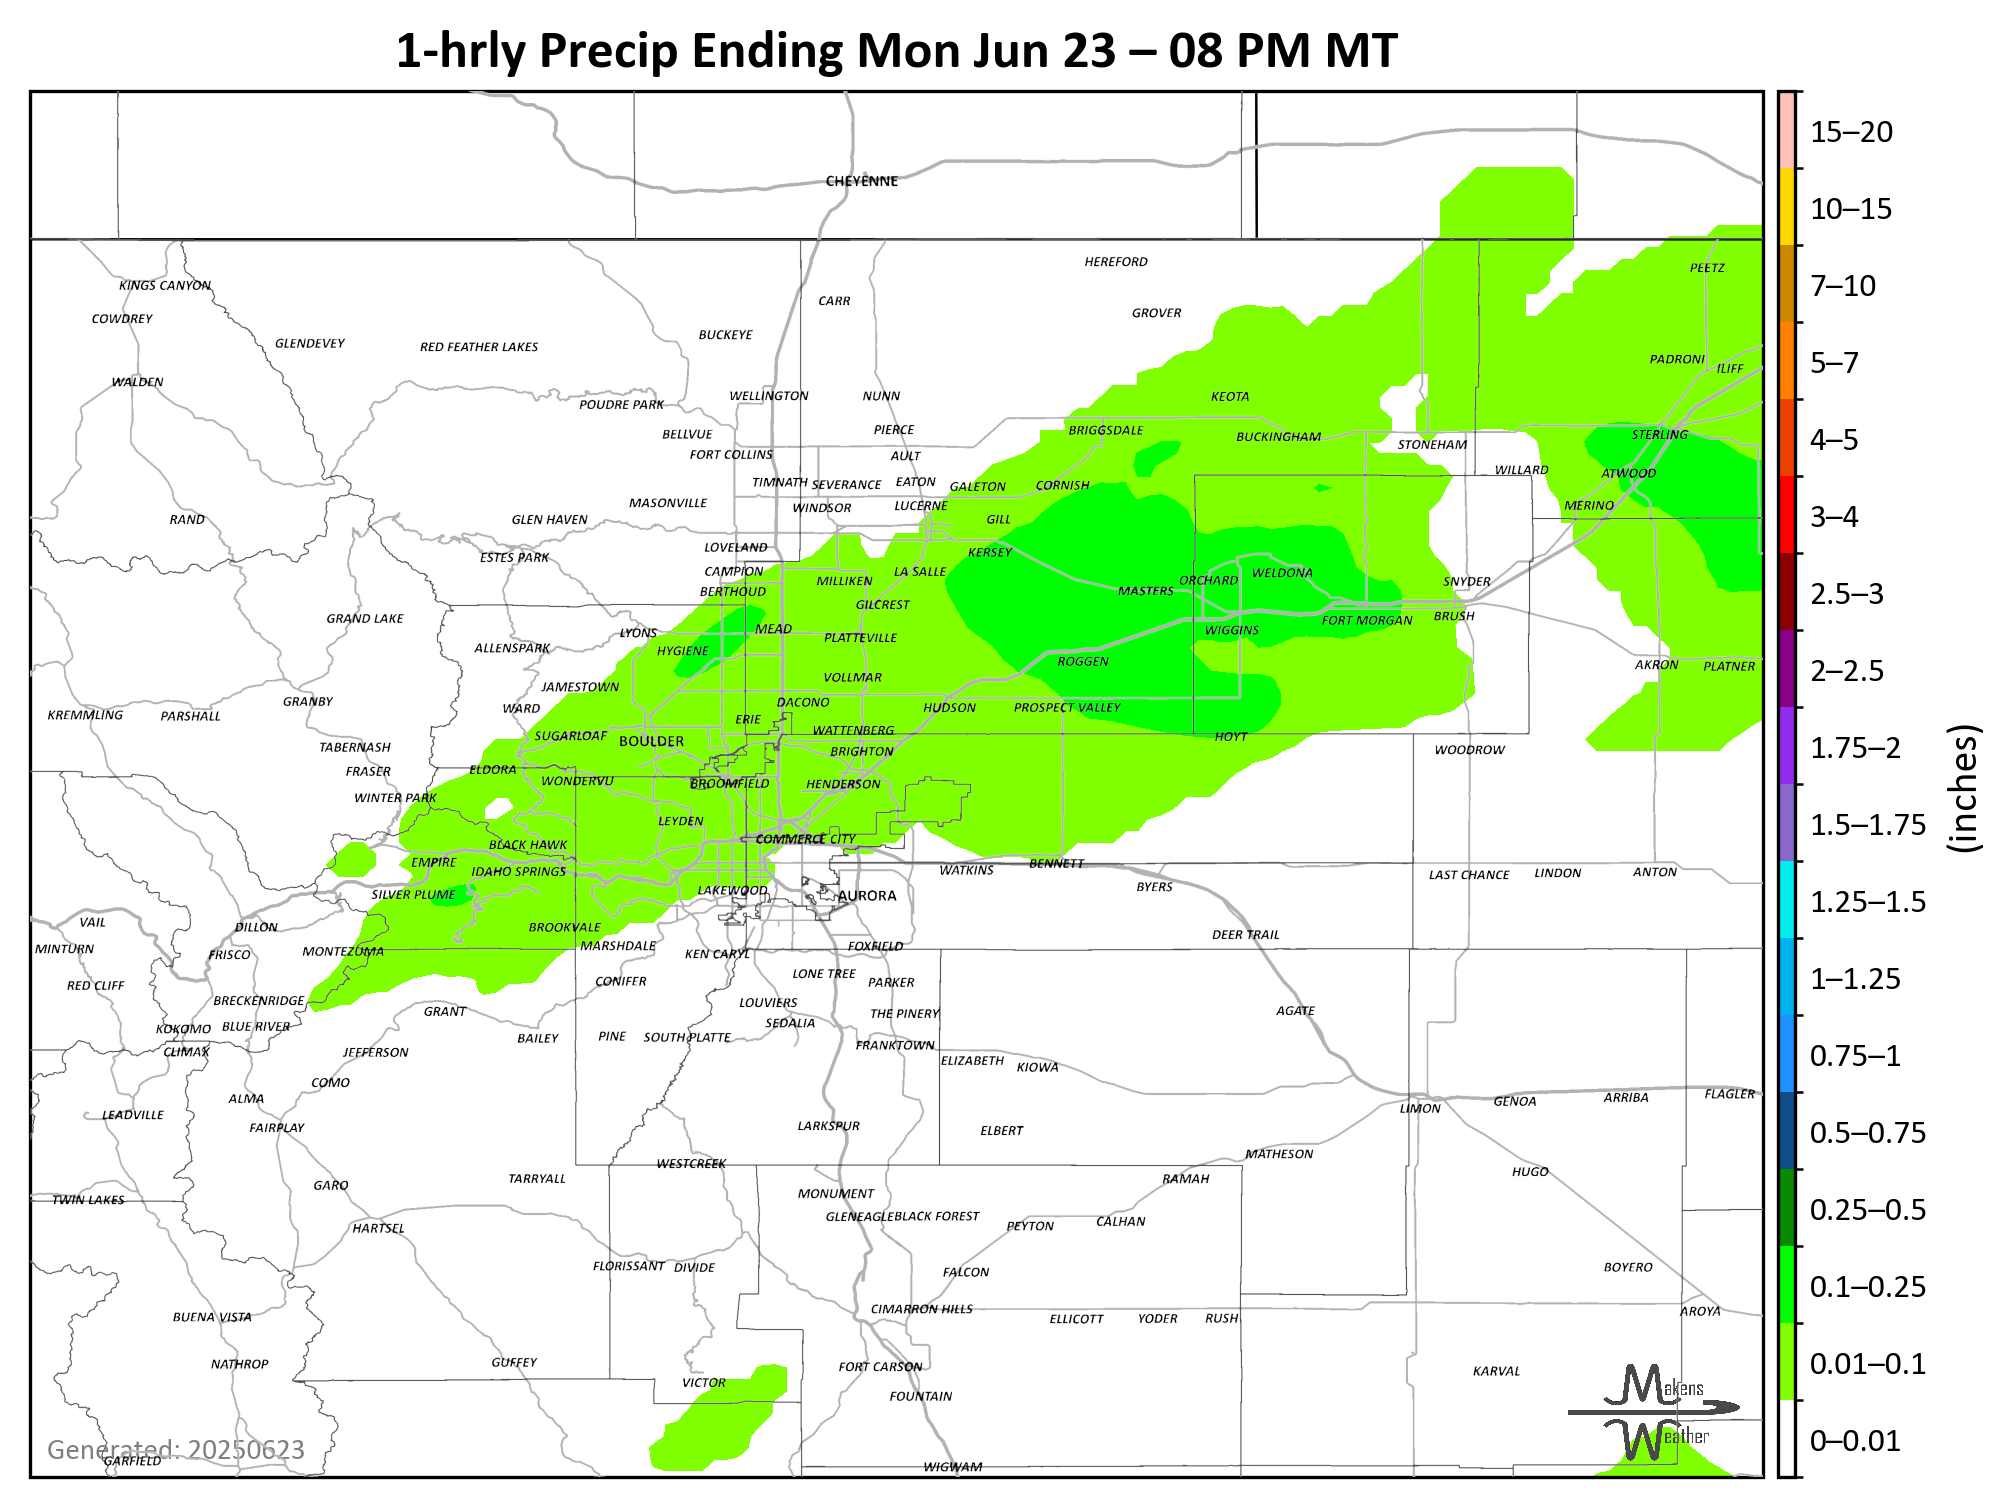 1-hrly Precip Ending Mon Jun 23 – 08 PM MT
CHEYENNE
HEREFORD
PEETZ
KINGS CANYON
CARR
COWDREY
GROVER
BUCKEYE
GLENDEVEY
RED FEATHER LAKES
PADRONI
ILIFF
WALDEN
WELLINGTON
NUNN
KEOTA
POUDRE PARK
BELLVUE
PIERCE
BRIGGSDALE
BUCKINGHAM
STERLING
STONEHAM
FORT COLLINS
AULT
WILLARD
ATWOOD
TIMNATH
SEVERANCE
EATON
GALETON
CORNISH
MASONVILLE
WINDSOR
LUCERNE
MERINO
RAND
GLEN HAVEN
GILL
ESTES PARK
LOVELAND
KERSEY
CAMPION
MILLIKEN
LA SALLE
ORCHARD
WELDONA
SNYDER
BERTHOUD
MASTERS
GILCREST
GRAND LAKE
FORT MORGAN
BRUSH
LYONS
MEAD
PLATTEVILLE
WIGGINS
ALLENSPARK
HYGIENE
ROGGEN
AKRON
PLATNER
JAMESTOWN
VOLLMAR
GRANBY
WARD
DACONO
HUDSON
PROSPECT VALLEY
KREMMLING
PARSHALL
ERIE
WATTENBERG
SUGARLOAF
BOULDER
HOYT
TABERNASH
BRIGHTON
WOODROW
FRASER
ELDORA
WONDERVU
BROOMFIELD
HENDERSON
WINTER PARK
LEYDEN
BLACK HAWK
COMMERCE CITY
EMPIRE
IDAHO SPRINGS
WATKINS
BENNETT
LAST CHANCE
LINDON
ANTON
BYERS
SILVER PLUME
LAKEWOOD
AURORA
VAIL
DILLON
BROOKVALE
DEER TRAIL
MINTURN
FRISCO
MONTEZUMA
MARSHDALE
KEN CARYL
FOXFIELD
RED CLIFF
CONIFER
LONE TREE
PARKER
BRECKENRIDGE
LOUVIERS
GRANT
THE PINERY
AGATE
KOKOMO
BLUE RIVER
SEDALIA
BAILEY
PINE
SOUTH PLATTE
FRANKTOWN
CLIMAX
JEFFERSON
ELIZABETH
KIOWA
COMO
ALMA
LIMON
GENOA
ARRIBA
FLAGLER
LEADVILLE
FAIRPLAY
LARKSPUR
ELBERT
WESTCREEK
MATHESON
HUGO
GARO
TARRYALL
MONUMENT
RAMAH
TWIN LAKES
HARTSEL
GLENEAGLE
BLACK FOREST
PEYTON
CALHAN
FLORISSANT
DIVIDE
FALCON
BOYERO
BUENA VISTA
CIMARRON HILLS
ELLICOTT
YODER
RUSH
AROYA
NATHROP
GUFFEY
FORT CARSON
KARVAL
VICTOR
FOUNTAIN
GARFIELD
WIGWAM
Generated: 20250623
Makens
Weather
15–20
10–15
7–10
5–7
4–5
3–4
2.5–3
2–2.5
1.75–2
1.5–1.75
1.25–1.5
1–1.25
0.75–1
0.5–0.75
0.25–0.5
0.1–0.25
0.01–0.1
0–0.01
(inches)